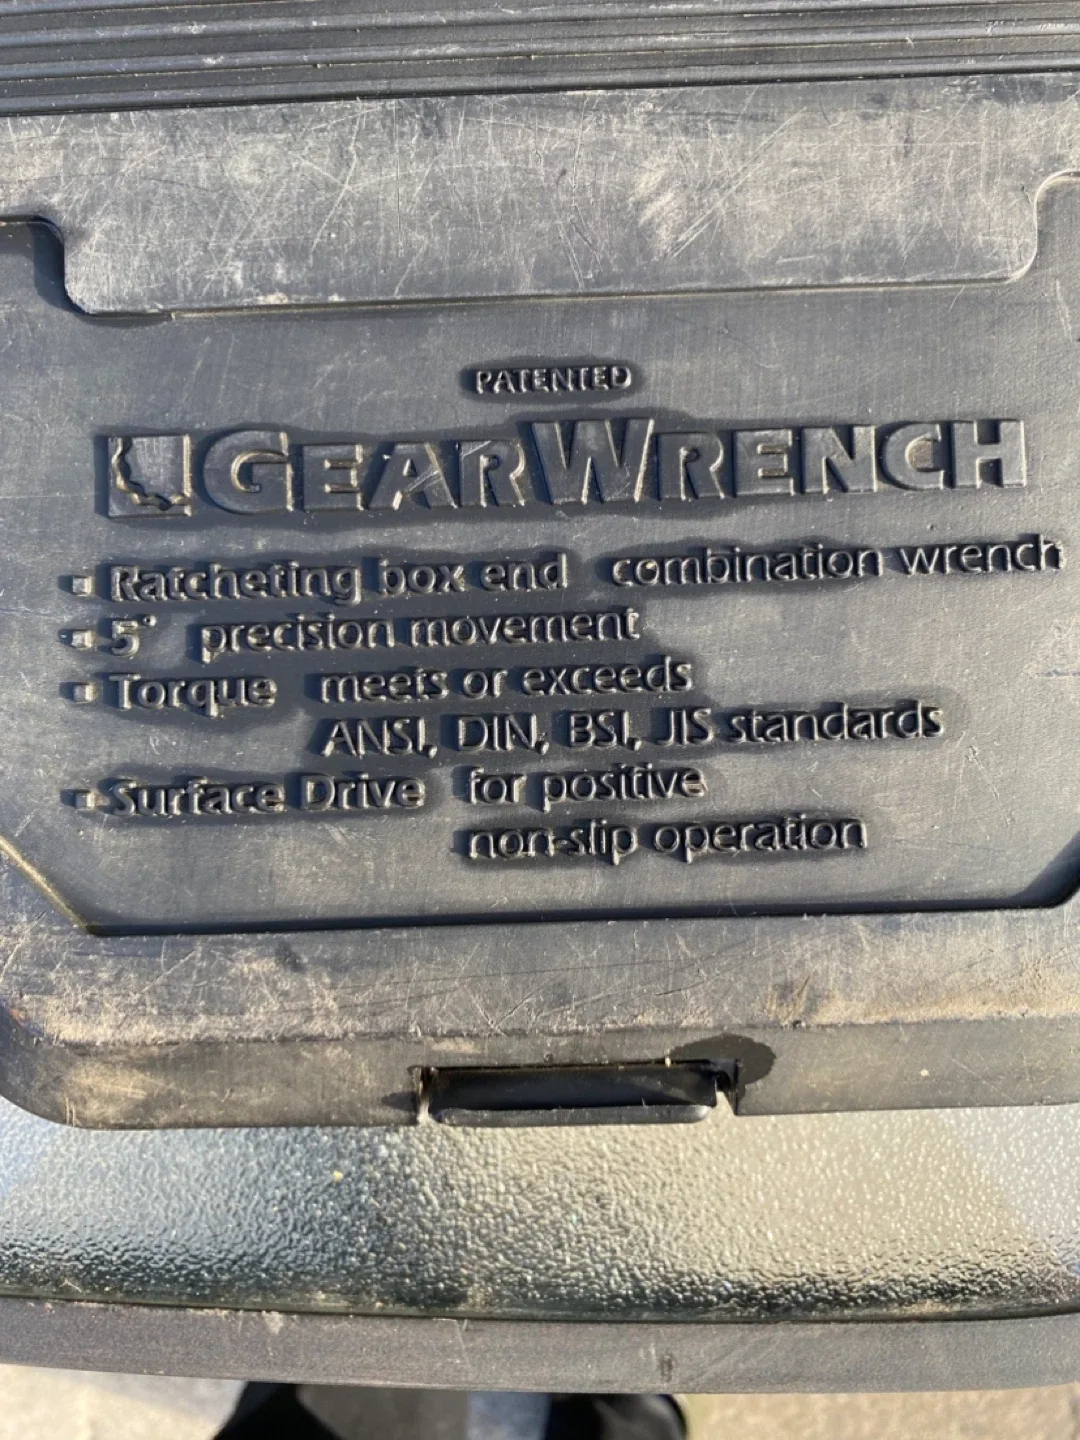 PATENTED
GEARWRENCH
▪ Ratcheting box end combination wrench
▪ 5° precision movement
▪ Torque meets or exceeds
ANSI, DIN, BSI, JIS standards
▪ Surface Drive for positive
non-slip operation